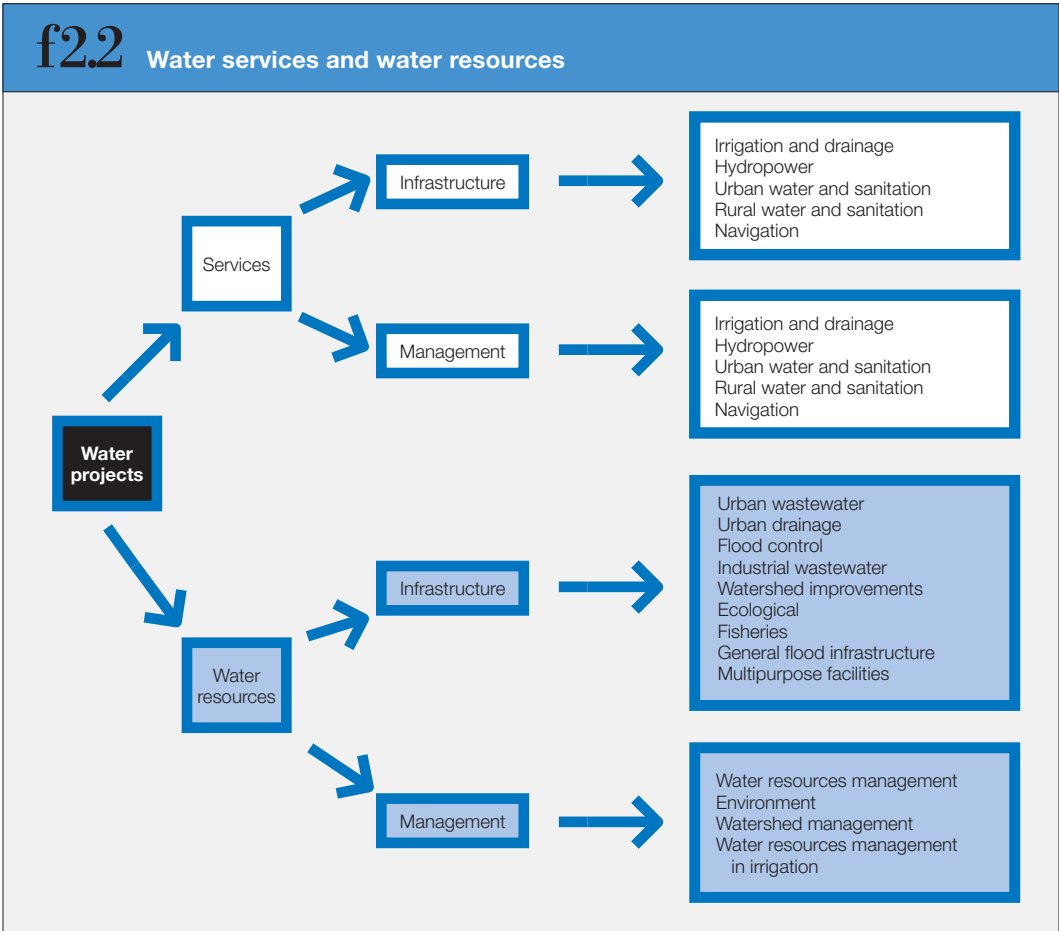 f2.2 Water services and water resources
Infrastructure
Irrigation and drainage
Hydropower
Urban water and sanitation
Rural water and sanitation
Navigation
Services
Management
Irrigation and drainage
Hydropower
Urban water and sanitation
Rural water and sanitation
Navigation
Water
projects
Infrastructure
Urban wastewater
Urban drainage
Flood control
Industrial wastewater
Watershed improvements
Ecological
Fisheries
General flood infrastructure
Multipurpose facilities
Water
resources
Management
Water resources management
Environment
Watershed management
Water resources management
in irrigation